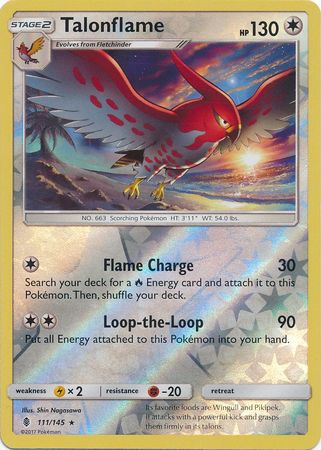 STAGE2 Talonflame HP 130
Evolves from Fletchinder
NO. 663 Scorching Pokémon HT: 3'11" WT: 54.0 lbs.
Flame Charge 30
Search your deck for a Energy card and attach it to this
Pokémon. Then, shuffle your deck.
Loop-the-Loop 90
Put all Energy attached to this Pokémon into your hand.
weakness × 2 resistance -20 retreat
Illus. Shin Nagasawa
111/145 ★
©2017 Pokémon
Its favorite foods are Wingull and Pikipek.
It attacks with powerful kicks and grasps
them firmly in its talons.